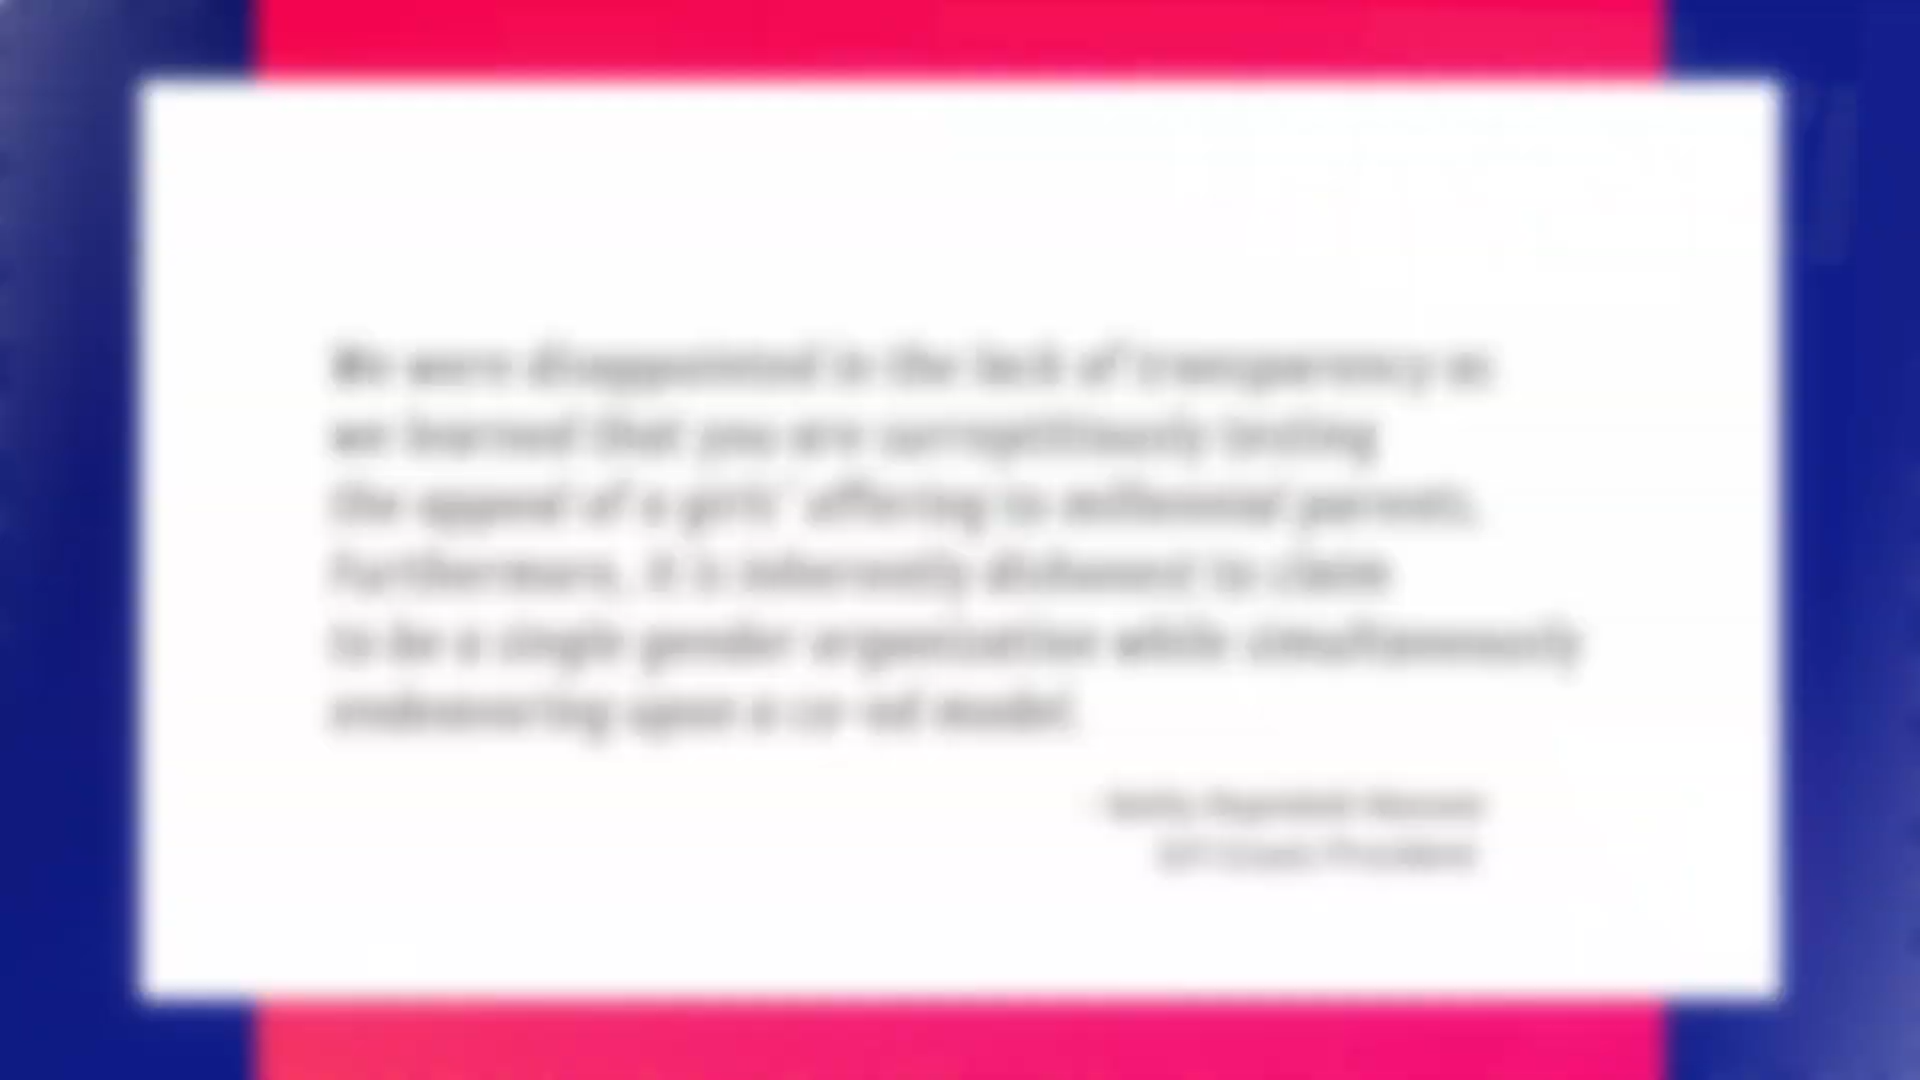 We were disappointed in the lack of transparency as
we learned that you are surreptitiously testing
the appeal of a girls' offering to millennial parents.
Furthermore, it is inherently dishonest to claim
to be a single gender organization while simultaneously
endeavoring upon a co-ed model.
President